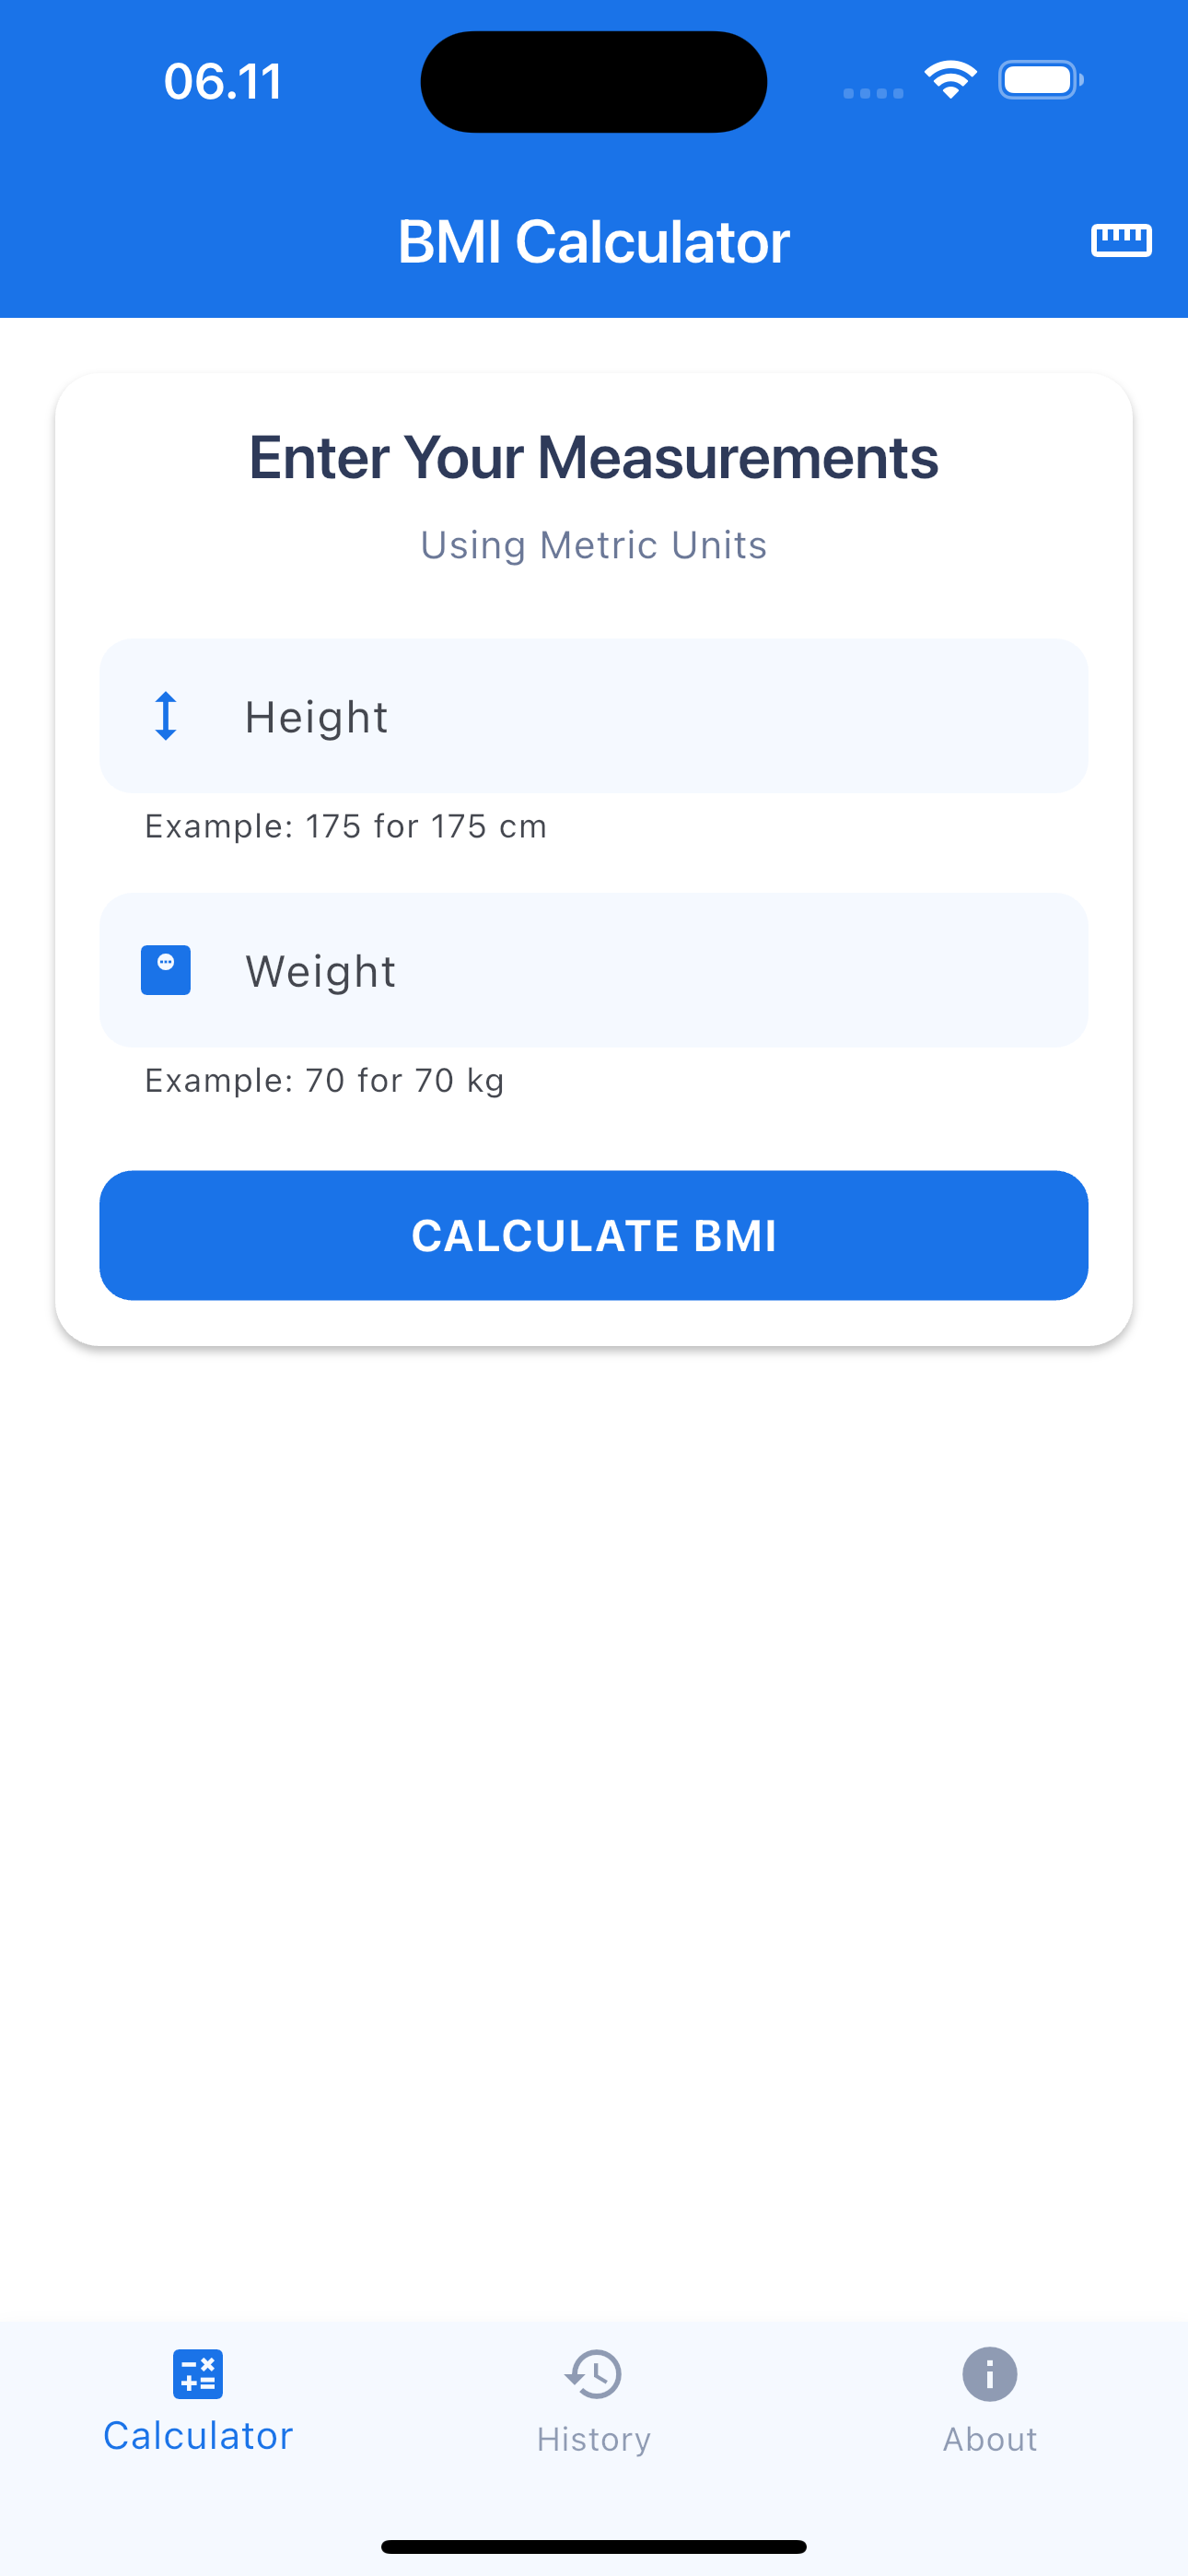 06.11
BMI Calculator
Enter Your Measurements
Using Metric Units
Height
Example: 175 for 175 cm
Weight
Example: 70 for 70 kg
CALCULATE BMI
Calculator
History
About